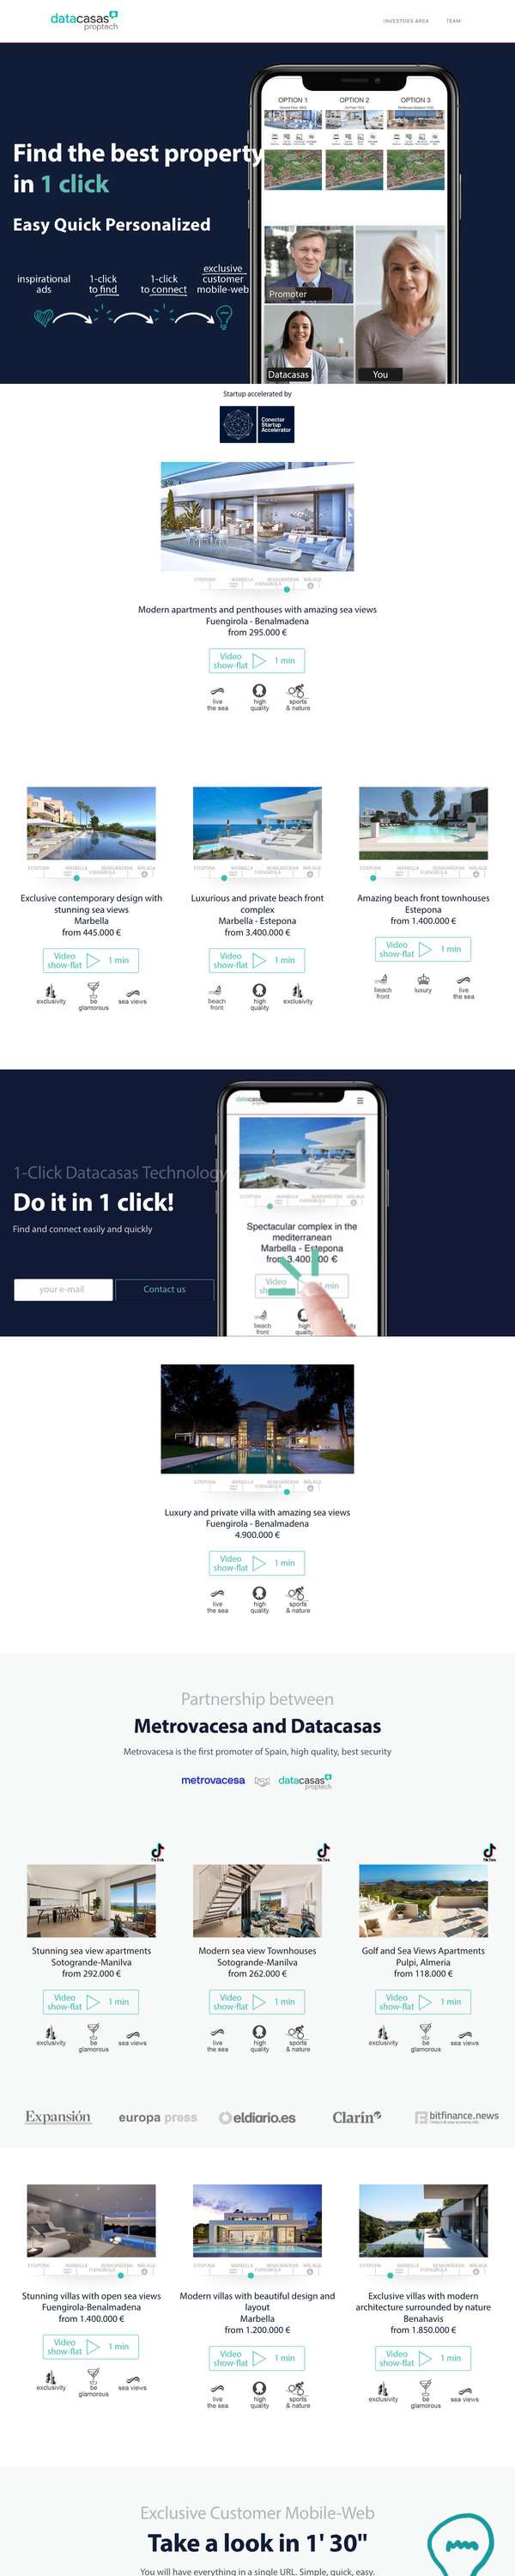 datacasas
proptech
INVESTORS AREA TEAM
Find the best property
in 1 click
Easy Quick Personalized
inspirational
ads
1-click
to find
1-click
to connect
exclusive
customer
mobile-web
OPTION 1 OPTION 2 OPTION 3
Promoter
Datacasas
You
Startup accelerated by
Conector
Startup
Accelerator
ESTEPONA MARBELLA BENALMADENA MALAGA
FUENGIROLA
Modern apartments and penthouses with amazing sea views
Fuengirola - Benalmadena
from 295.000 €
Video
show-flat
1 min
live
the sea
high
quality
sports
& nature
Exclusive contemporary design with
stunning sea views
Marbella
from 445.000 €
Video
show-flat
1 min
exclusivity
be
glamorous
sea views
Luxurious and private beach front
complex
Marbella - Estepona
from 3.400.000 €
Video
show-flat
1 min
beach
front
high
quality
exclusivity
Amazing beach front townhouses
Estepona
from 1.400.000 €
Video
show-flat
1 min
beach
front
luxury
live
the sea
1-Click Datacasas Technology
Do it in 1 click!
Find and connect easily and quickly
your e-mail
Contact us
Spectacular complex in the
mediterranean
Marbella - Estepona
from 3.400.000 €
Video
min
beach
front
high
quality
Luxury and private villa with amazing sea views
Fuengirola - Benalmadena
4.900.000 €
Video
show-flat
1 min
live
the sea
high
quality
sports
& nature
Partnership between
Metrovacesa and Datacasas
Metrovacesa is the first promoter of Spain, high quality, best security
metrovacesa
datacasas
proptech
TikTok
TikTok
TikTok
Stunning sea view apartments
Sotogrande-Manilva
from 292.000 €
Video
show-flat
1 min
exclusivity
be
glamorous
sea views
Modern sea view Townhouses
Sotogrande-Manilva
from 262.000 €
Video
show-flat
1 min
live
the sea
high
quality
sports
& nature
Golf and Sea Views Apartments
Pulpi, Almeria
from 118.000 €
Video
show-flat
1 min
exclusivity
be
glamorous
sea views
Expansión
europa press
eldiario.es
Clarín
bitfinance.news
Stunning villas with open sea views
Fuengirola-Benalmadena
from 1.400.000 €
Video
show-flat
1 min
exclusivity
be
glamorous
sea views
Modern villas with beautiful design and
layout
Marbella
from 1.200.000 €
Video
show-flat
1 min
live
the sea
high
quality
sports
& nature
Exclusive villas with modern
architecture surrounded by nature
Benahavis
from 1.850.000 €
Video
show-flat
1 min
exclusivity
be
glamorous
sea views
Exclusive Customer Mobile-Web
Take a look in 1' 30"
You will have everything in a single URL. Simple, quick, easy.